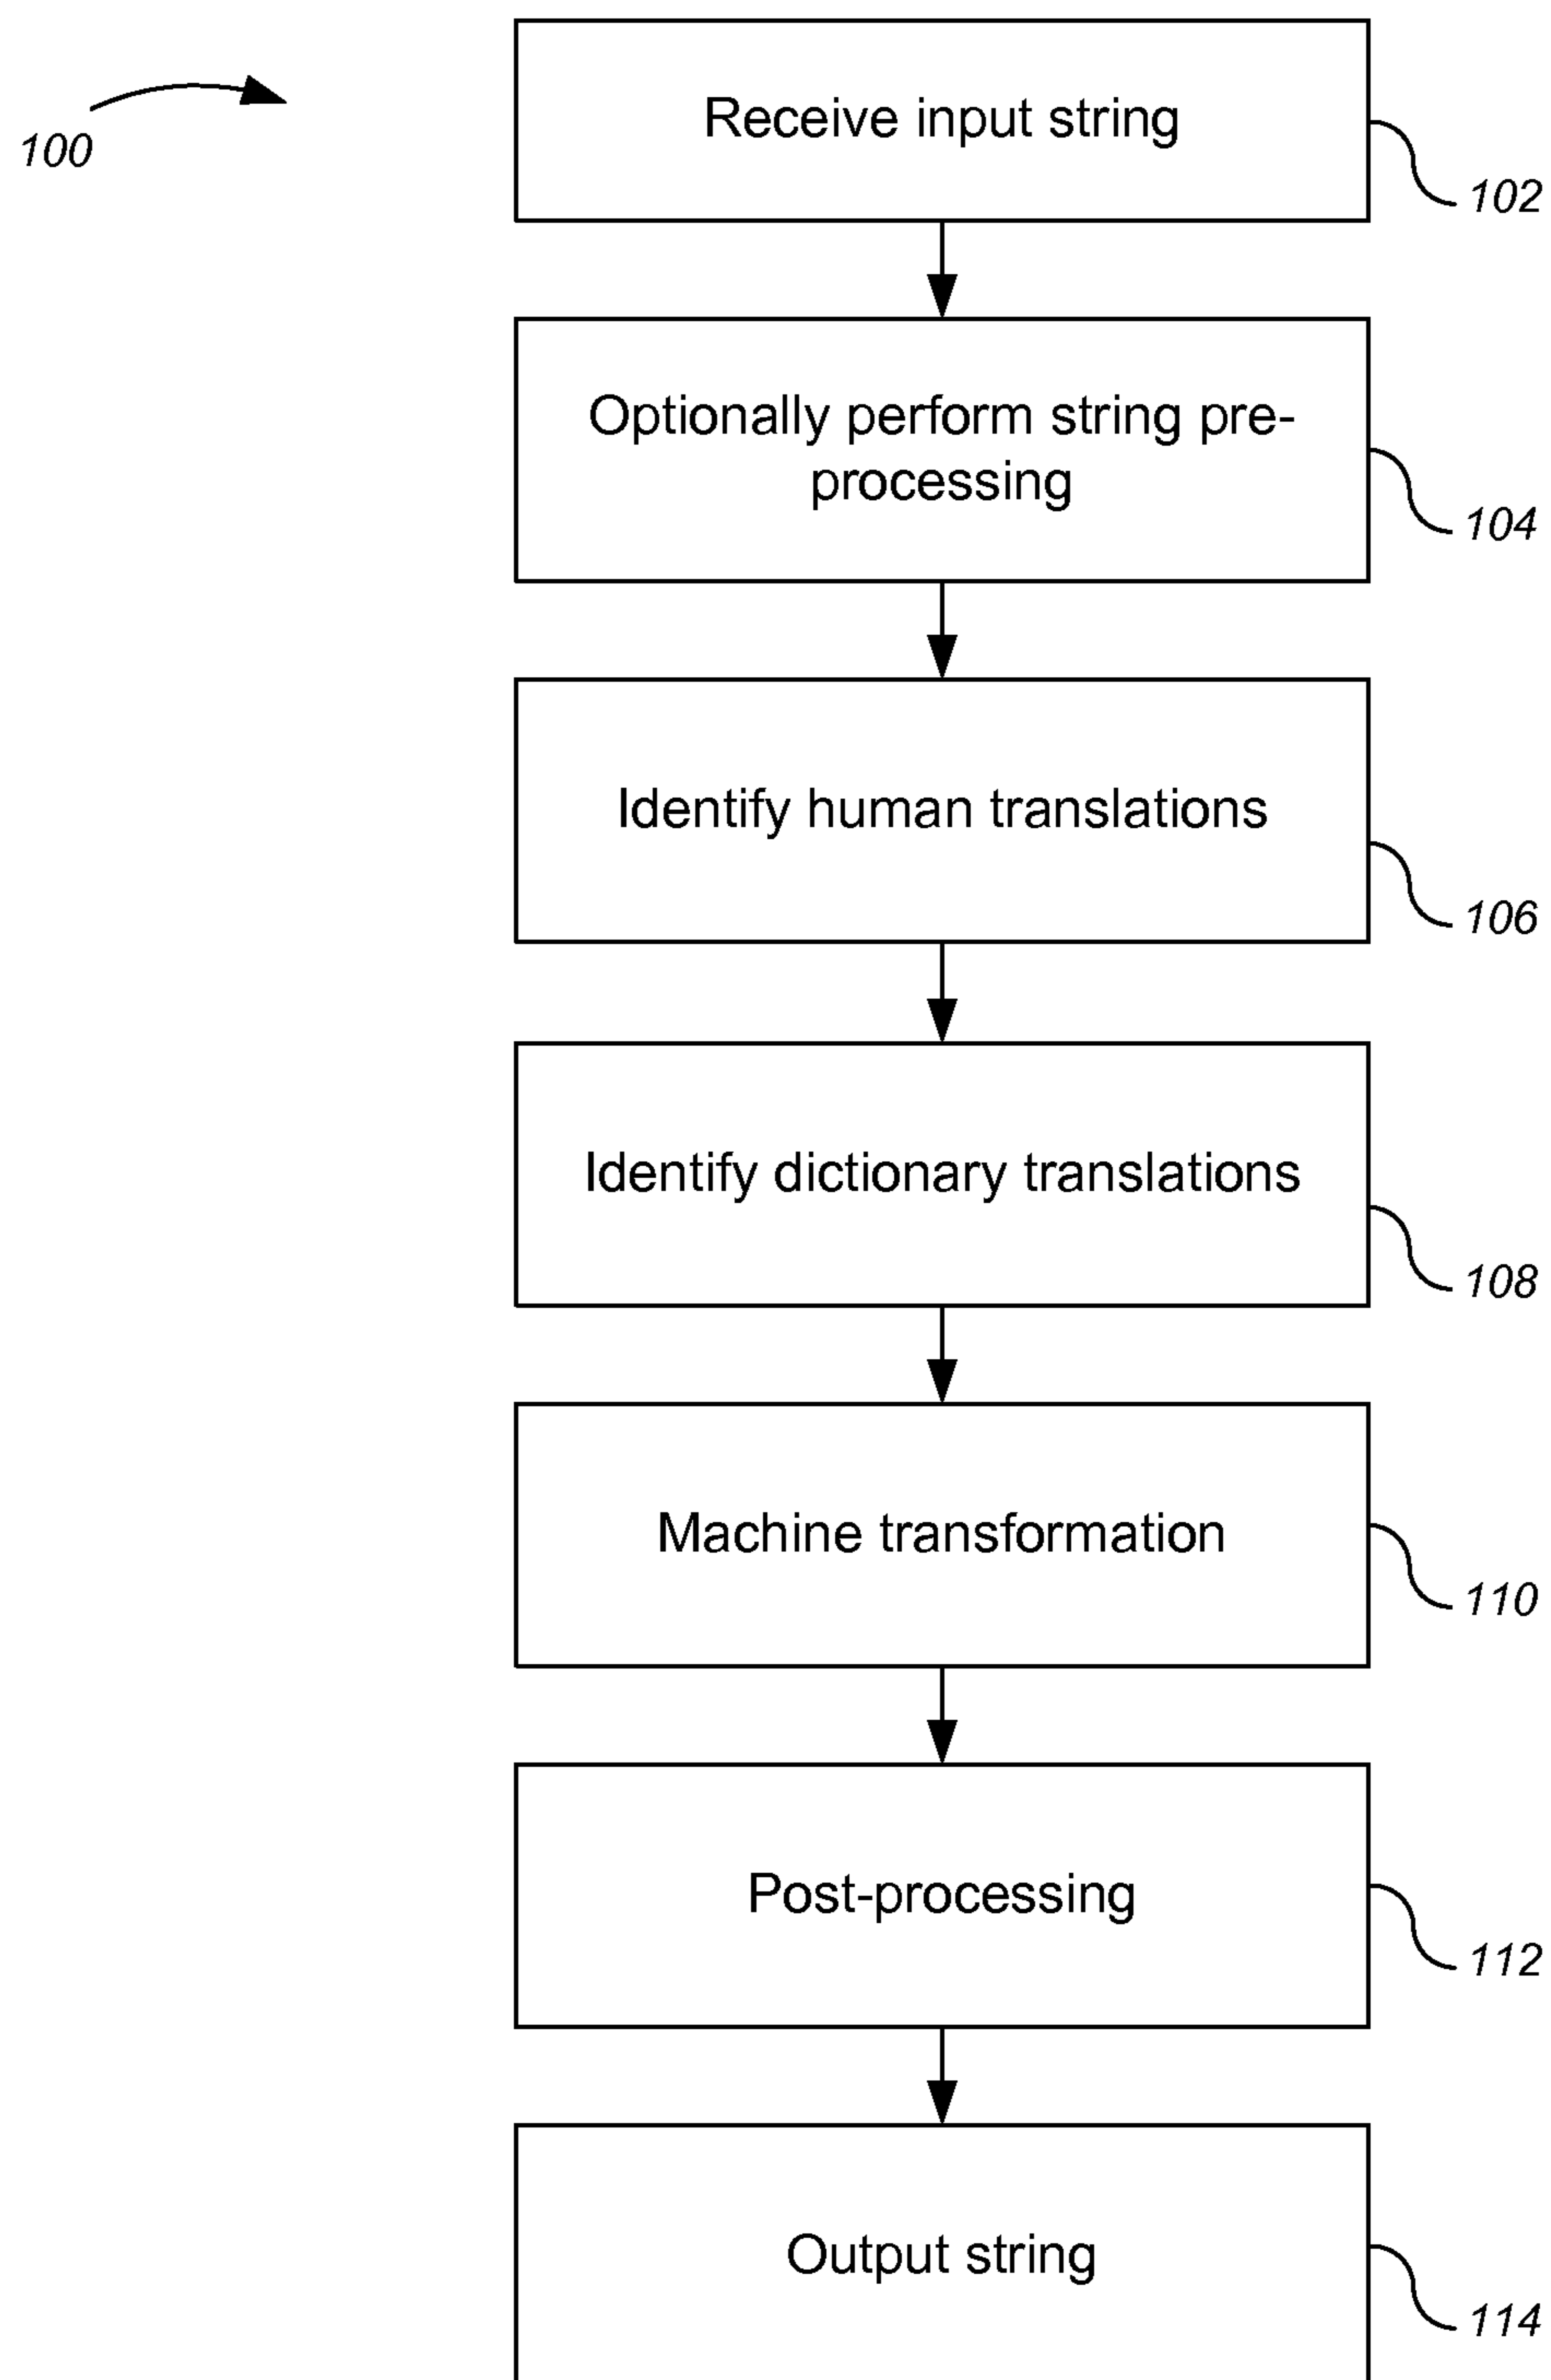 100
Receive input string
102
Optionally perform string pre-
processing
104
Identify human translations
106
Identify dictionary translations
108
Machine transformation
110
Post-processing
112
Output string
114